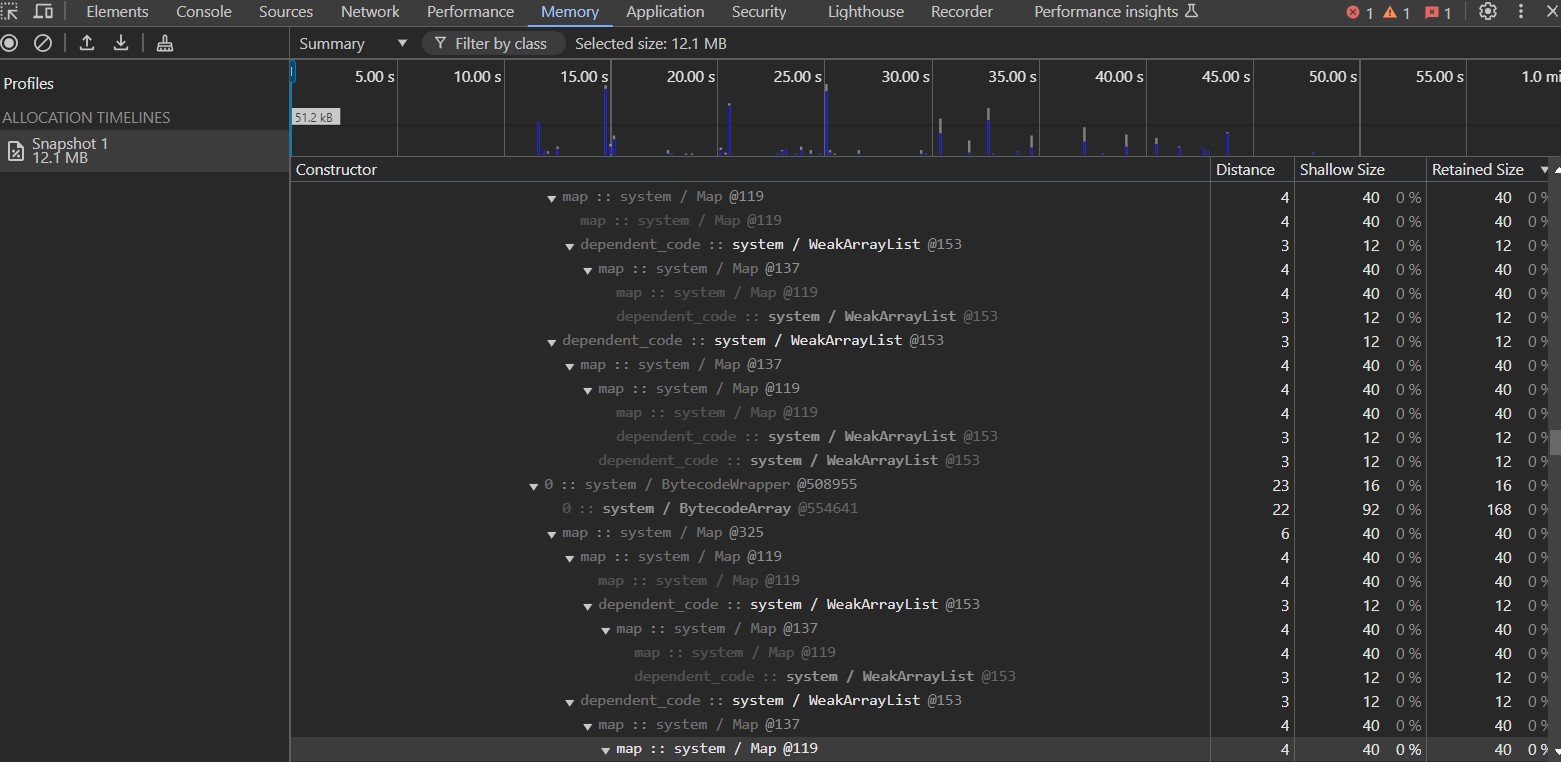 Elements Console Sources Network Performance Memory Application Security Lighthouse Recorder Performance insights 1 1 1
Summary Filter by class Selected size: 12.1 MB
Profiles
ALLOCATION TIMELINES
Snapshot 1
12.1 MB
5.00 s 10.00 s 15.00 s 20.00 s 25.00 s 30.00 s 35.00 s 40.00 s 45.00 s 50.00 s 55.00 s 1.0 mi
51.2 kB
Constructor Distance Shallow Size Retained Size
map :: system / Map @119 4 40 0 % 40 0 %
map :: system / Map @119 4 40 0 % 40 0 %
dependent_code :: system / WeakArrayList @153 3 12 0 % 12 0 %
map :: system / Map @137 4 40 0 % 40 0 %
map :: system / Map @119 4 40 0 % 40 0 %
dependent_code :: system / WeakArrayList @153 3 12 0 % 12 0 %
dependent_code :: system / WeakArrayList @153 3 12 0 % 12 0 %
map :: system / Map @137 4 40 0 % 40 0 %
map :: system / Map @119 4 40 0 % 40 0 %
map :: system / Map @119 4 40 0 % 40 0 %
dependent_code :: system / WeakArrayList @153 3 12 0 % 12 0 %
dependent_code :: system / WeakArrayList @153 3 12 0 % 12 0 %
0 :: system / BytecodeWrapper @508955 23 16 0 % 16 0 %
0 :: system / BytecodeArray @554641 22 92 0 % 168 0 %
map :: system / Map @325 6 40 0 % 40 0 %
map :: system / Map @119 4 40 0 % 40 0 %
map :: system / Map @119 4 40 0 % 40 0 %
dependent_code :: system / WeakArrayList @153 3 12 0 % 12 0 %
map :: system / Map @137 4 40 0 % 40 0 %
map :: system / Map @119 4 40 0 % 40 0 %
dependent_code :: system / WeakArrayList @153 3 12 0 % 12 0 %
dependent_code :: system / WeakArrayList @153 3 12 0 % 12 0 %
map :: system / Map @137 4 40 0 % 40 0 %
map :: system / Map @119 4 40 0 % 40 0 %